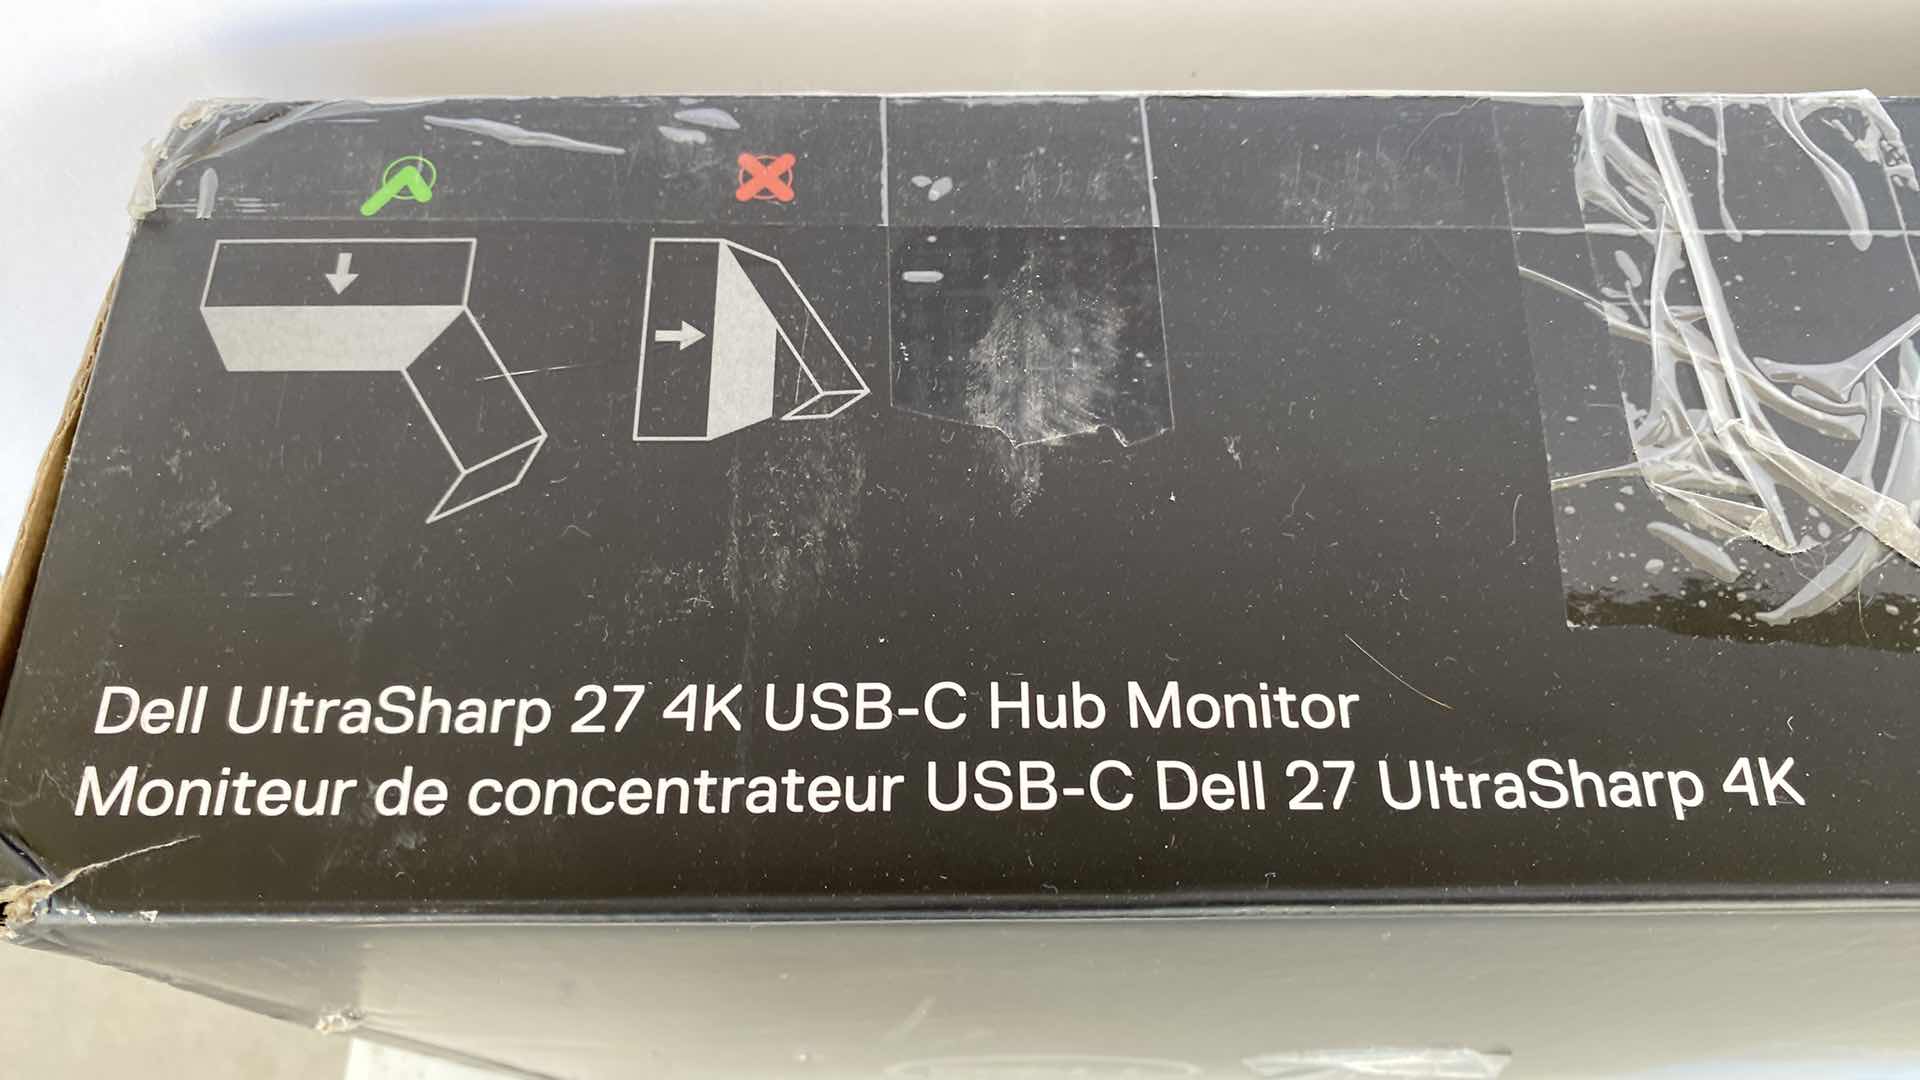 Dell UltraSharp 27 4K USB-C Hub Monitor
Moniteur de concentrateur USB-C Dell 27 UltraSharp 4K